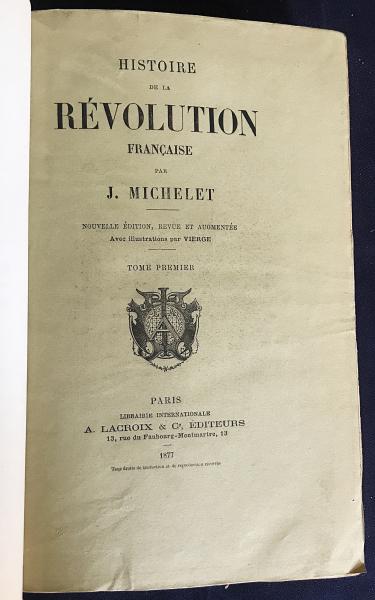 HISTOIRE
DE LA
RÉVOLUTION
FRANÇAISE
PAR
J. MICHELET
NOUVELLE ÉDITION, REVUE ET AUGMENTÉE
Avec illustrations par VIERGE
TOME PREMIER
PARIS
LIBRAIRIE INTERNATIONALE
A. LACROIX & Cᵉ, ÉDITEURS
13, rue du Faubourg-Montmartre, 13
1877
Tous droits de traduction et de reproduction réservés